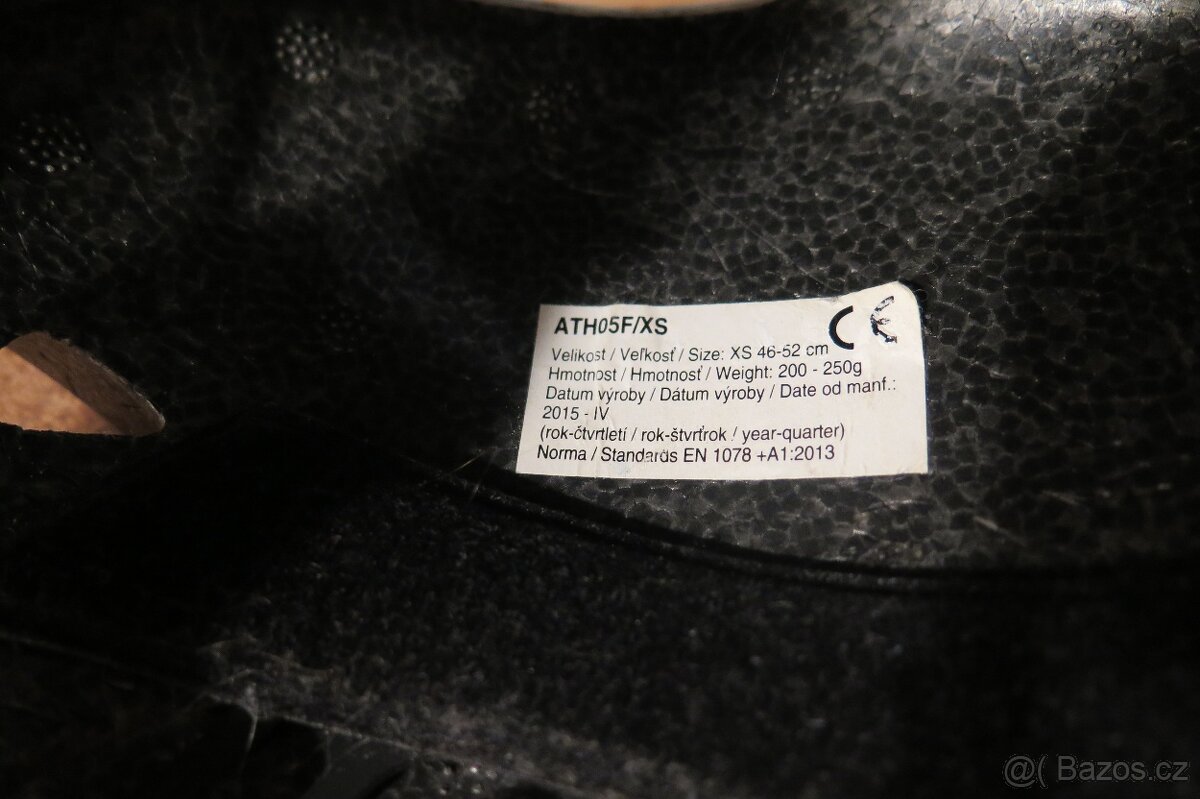 ATH05F/XS CE
Velikost / Veľkosť / Size: XS 46-52 cm
Hmotnost / Hmotnosť / Weight: 200 - 250g
Datum výroby / Dátum výroby / Date od manf.:
2015 - IV
(rok-čtvrtletí / rok-štvrťrok / year-quarter)
Norma / Standards EN 1078 +A1:2013
@( Bazos.cz